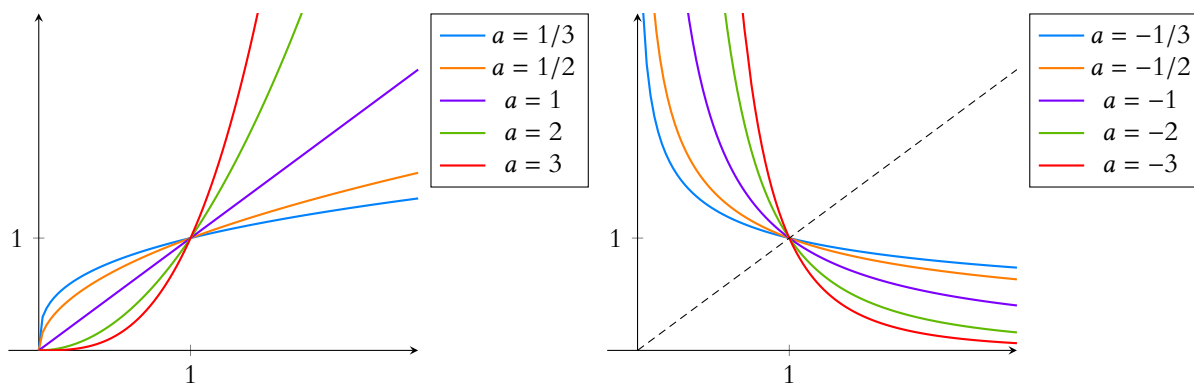 a = 1/3
a = 1/2
a = 1
a = 2
a = 3
1
1
a = −1/3
a = −1/2
a = −1
a = −2
a = −3
1
1